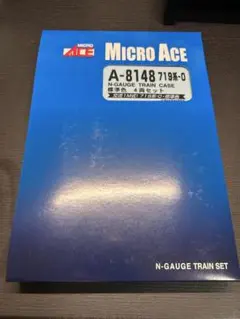 MICRO
ACE
MICRO ACE
A-8148 719系-0
N-GAUGE TRAIN CASE
標準色 4両セット
N-GAUGE TRAIN SET